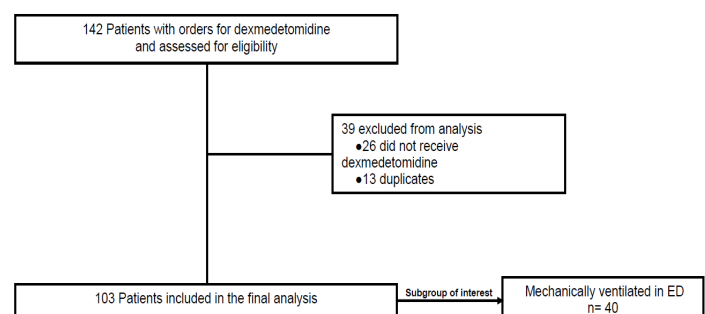 142 Patients with orders for dexmedetomidine
and assessed for eligibility
39 excluded from analysis
●26 did not receive
dexmedetomidine
●13 duplicates
103 Patients included in the final analysis
Subgroup of interest
Mechanically ventilated in ED
n= 40